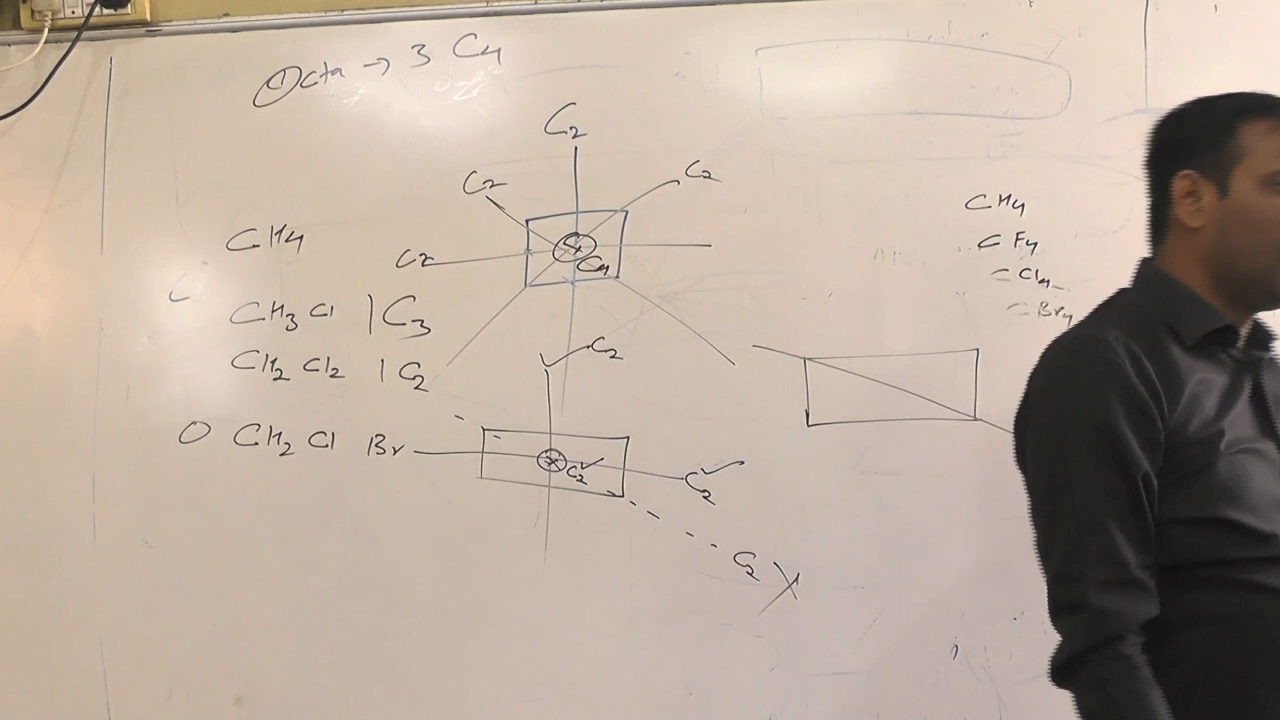 Octa → 3 C4
C2
C2
C2
C2
C4
CH4
CH3 Cl | C3
CH2 Cl2 | C2
O CH2 Cl Br
C2
C2
C2
C2 X
CH4
CF4
CCl4
CBr4